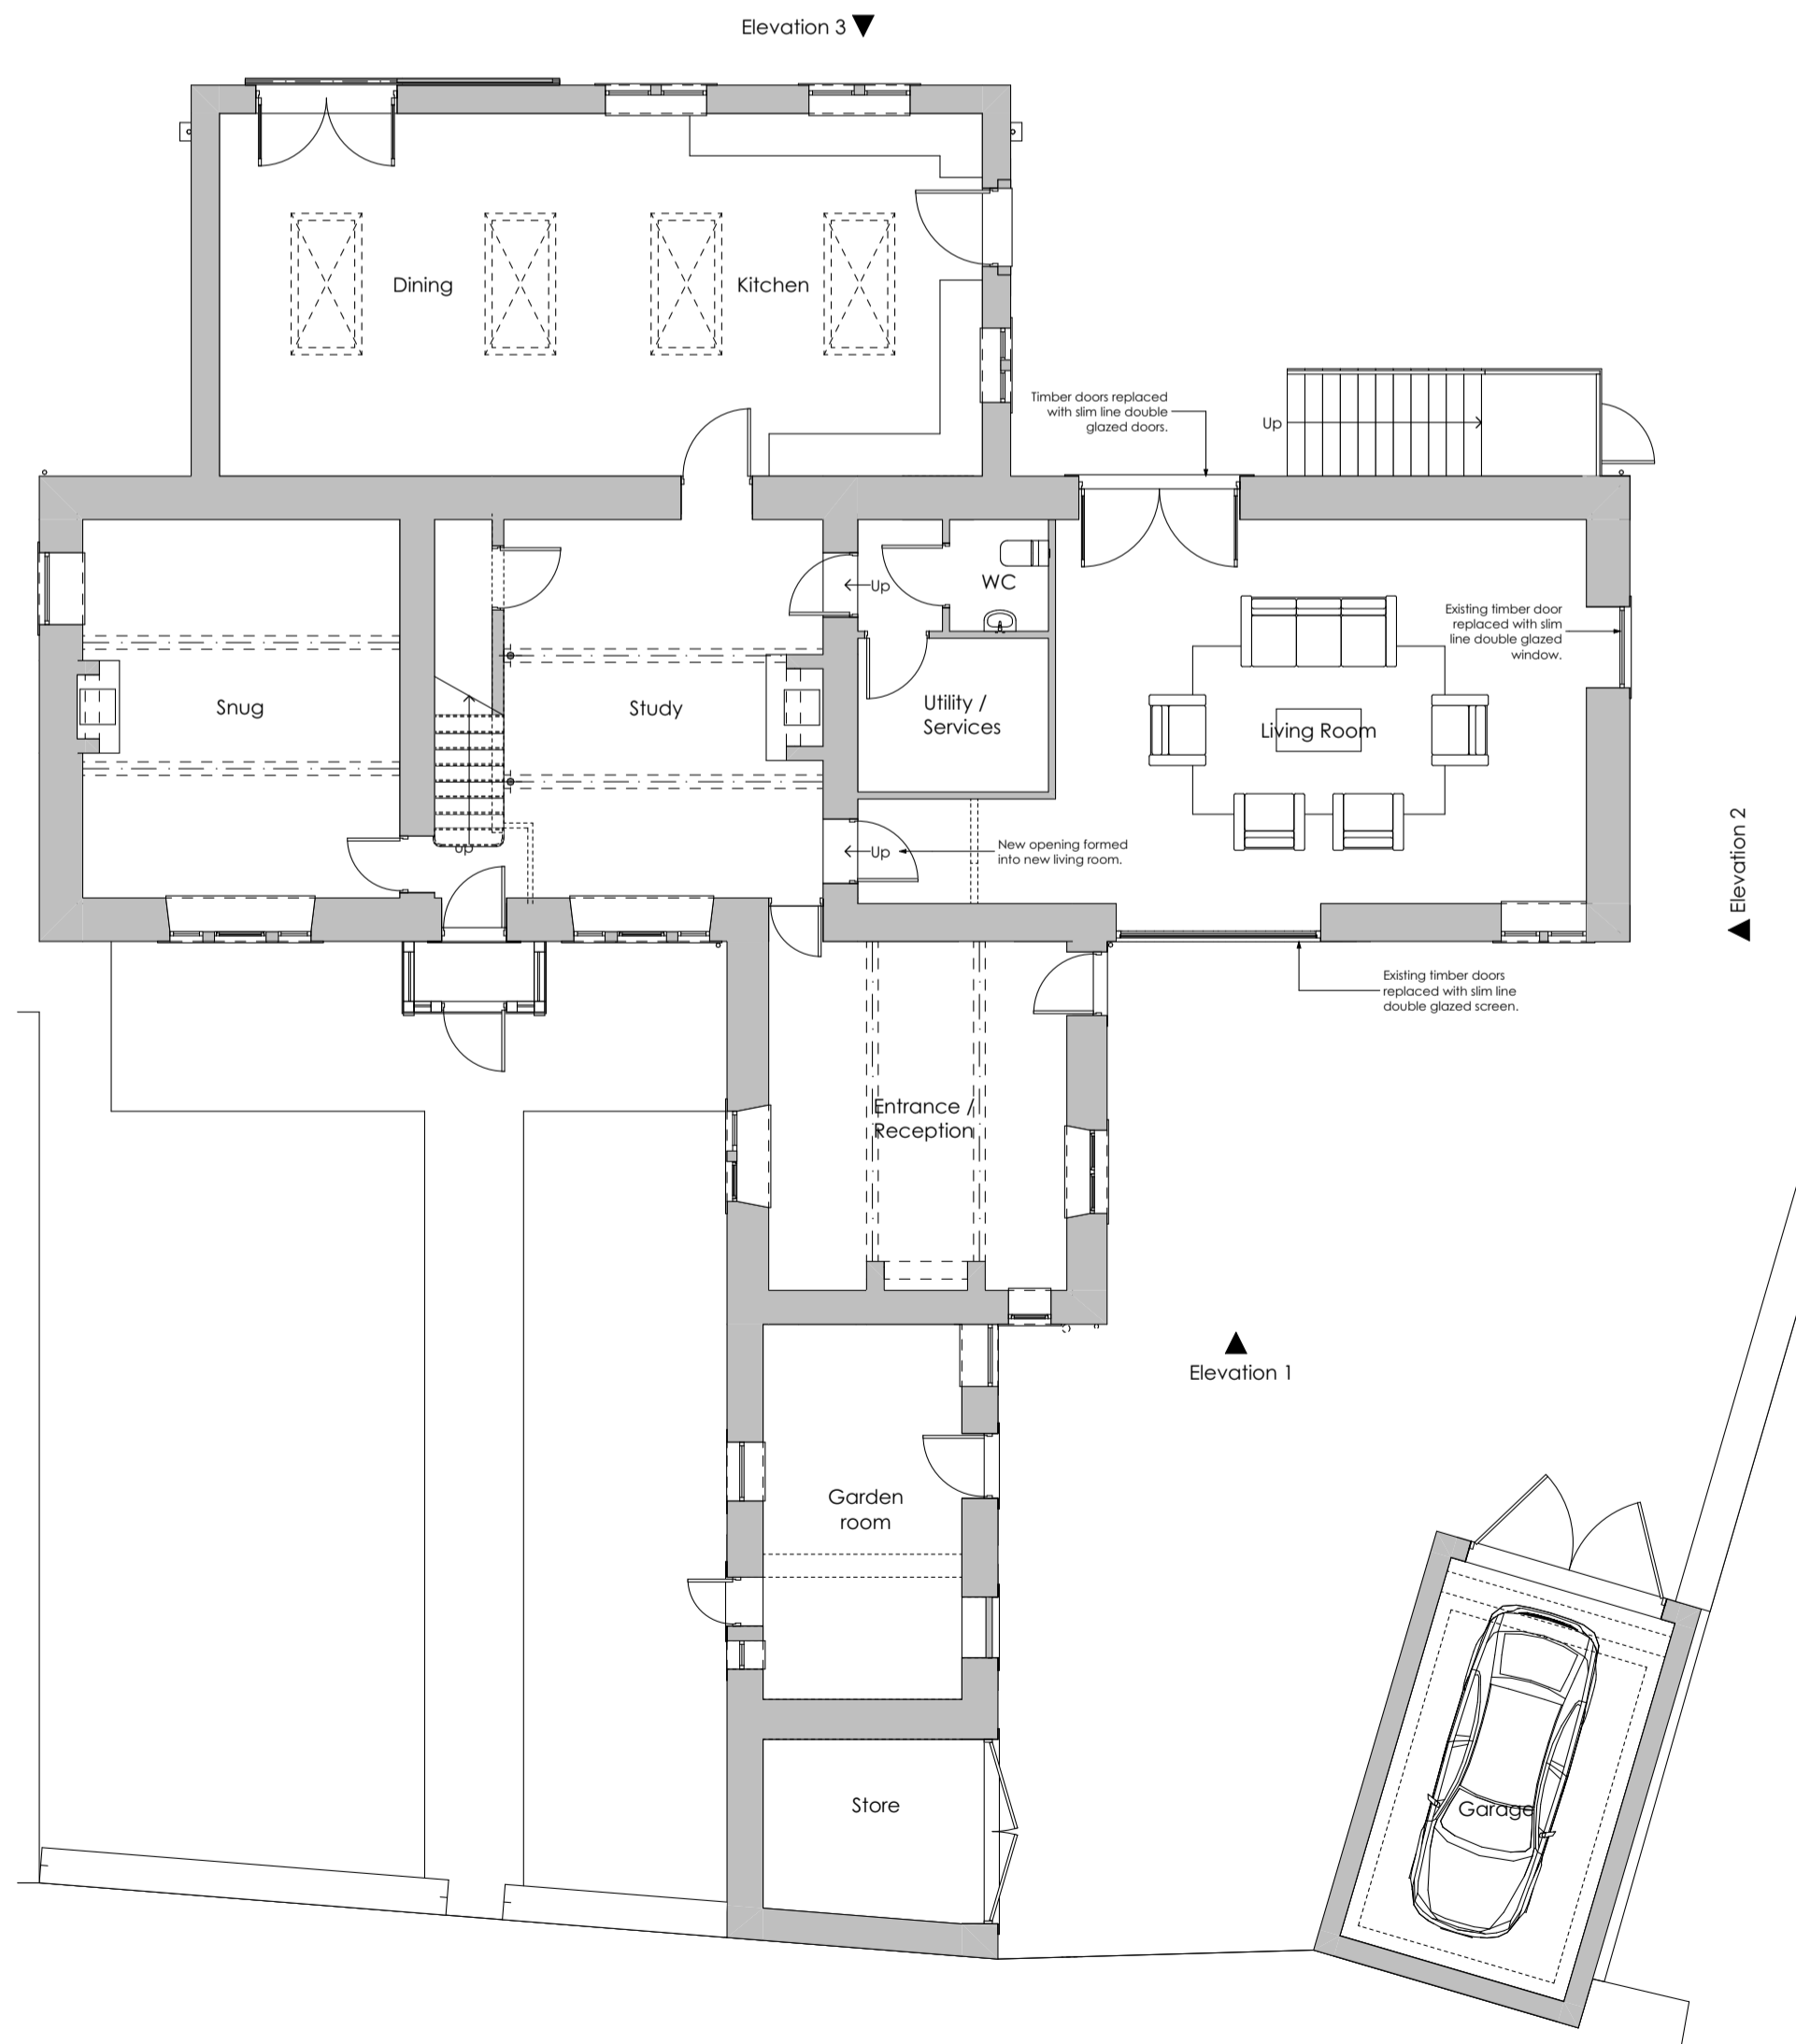 Elevation 3
Dining
Kitchen
Timber doors replaced
with slim line double
glazed doors.
Up
Up
WC
Existing timber door
replaced with slim
line double glazed
window.
Snug
Study
Utility /
Services
Living Room
up
Up
New opening formed
into new living room.
Elevation 2
Existing timber doors
replaced with slim line
double glazed screen.
Entrance /
Reception
Elevation 1
Garden
room
Store
Garage